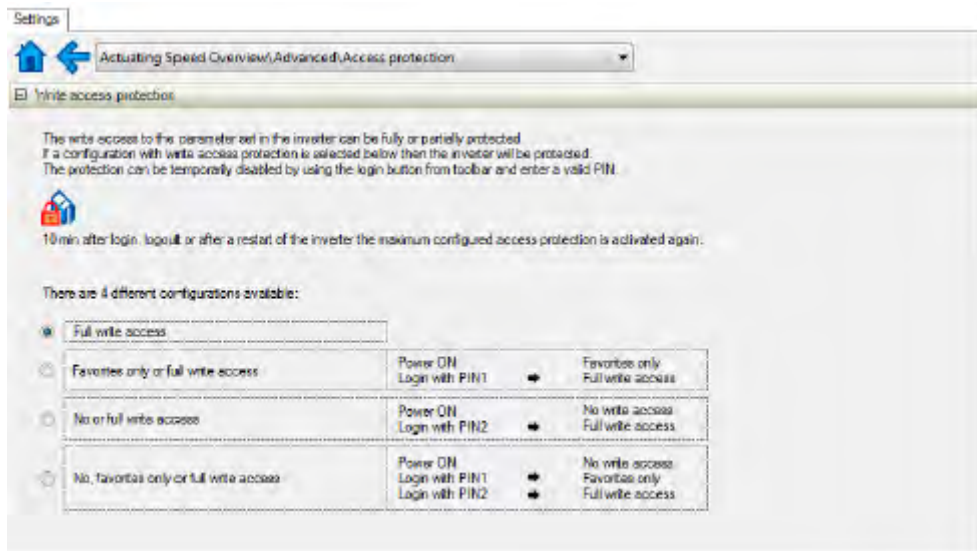 Settings
Actuating Speed Overview\Advanced\Access protection
Write access protection
The write access to the parameter set in the inverter can be fully or partially protected.
If a configuration with write access protection is selected below then the inverter will be protected.
The protection can be temporarily disabled by using the login button from toolbar and enter a valid PIN.
10 min after login, logout or after a restart of the inverter the maximum configured access protection is activated again.
There are 4 different configurations available:
Full write access
Favorites only or full write access
Power ON Favorites only
Login with PIN1 Full write access
No or full write access
Power ON No write access
Login with PIN2 Full write access
No, favorites only or full write access
Power ON No write access
Login with PIN1 Favorites only
Login with PIN2 Full write access